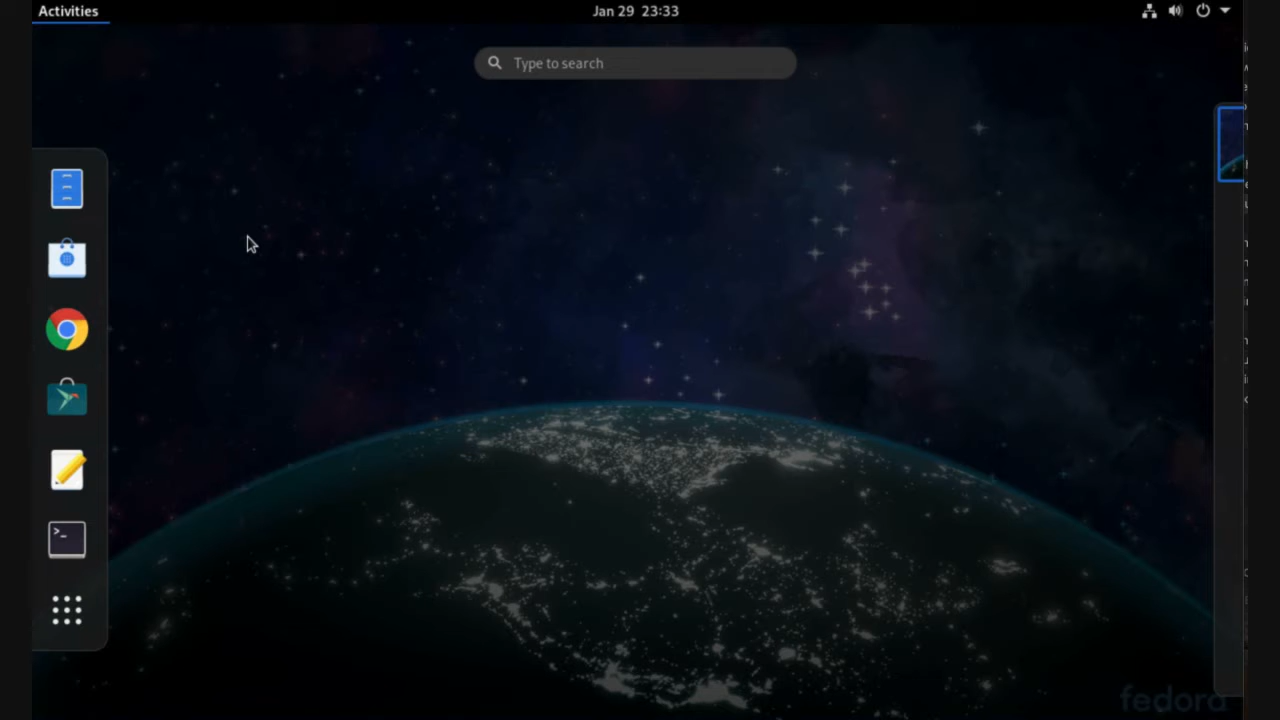 Activities
Jan 29 23:33
Type to search
fedora